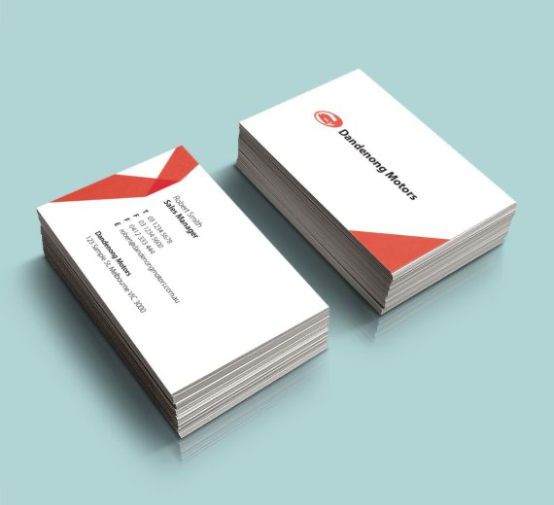 Robert Smith
Sales Manager
T 03 1234 5678
F 03 1234 5900
P 0412 333 444
E robert@dandenongmotors.com.au
Dandenong Motors
123 Sample St, Melbourne VIC 3000
Dandenong Motors